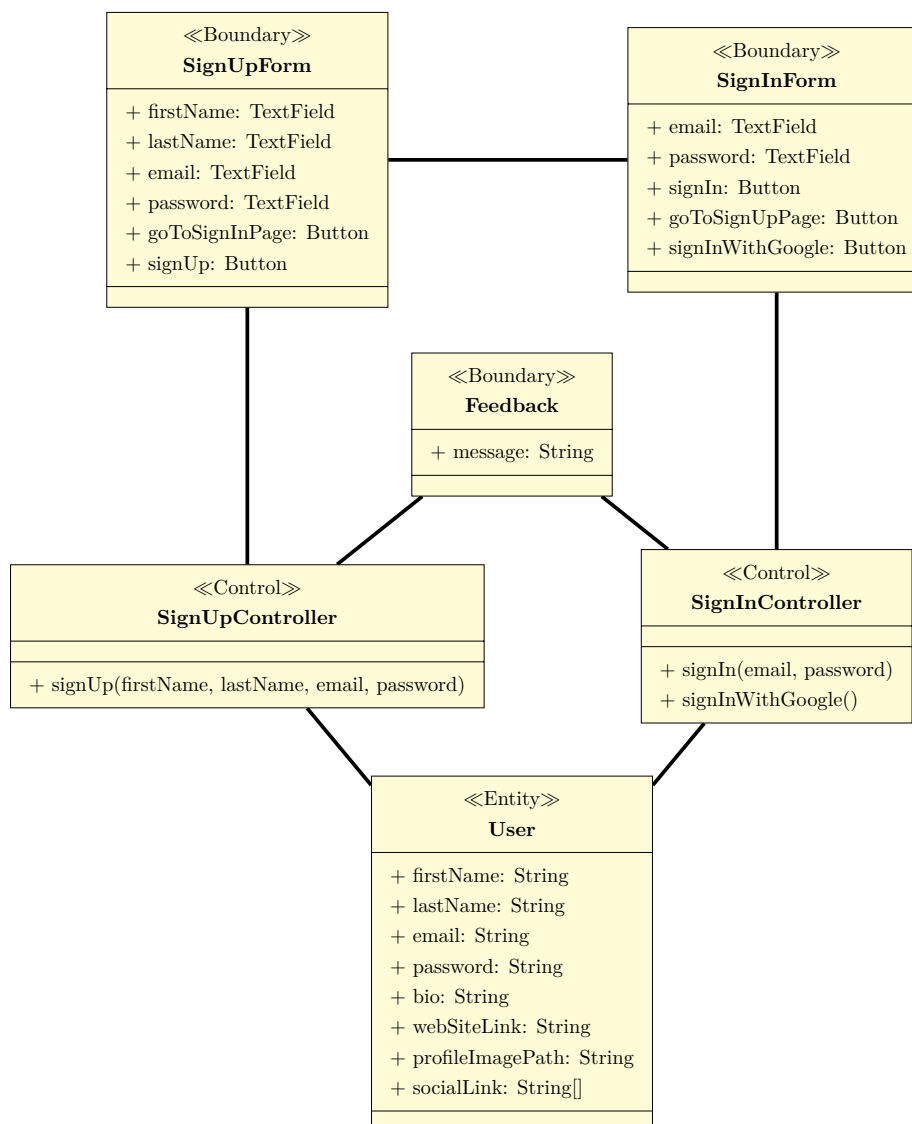 ≪Boundary≫
SignUpForm
+ firstName: TextField
+ lastName: TextField
+ email: TextField
+ password: TextField
+ goToSignInPage: Button
+ signUp: Button
≪Boundary≫
SignInForm
+ email: TextField
+ password: TextField
+ signIn: Button
+ goToSignUpPage: Button
+ signInWithGoogle: Button
≪Boundary≫
Feedback
+ message: String
≪Control≫
SignUpController
+ signUp(firstName, lastName, email, password)
≪Control≫
SignInController
+ signIn(email, password)
+ signInWithGoogle()
≪Entity≫
User
+ firstName: String
+ lastName: String
+ email: String
+ password: String
+ bio: String
+ webSiteLink: String
+ profileImagePath: String
+ socialLink: String[]